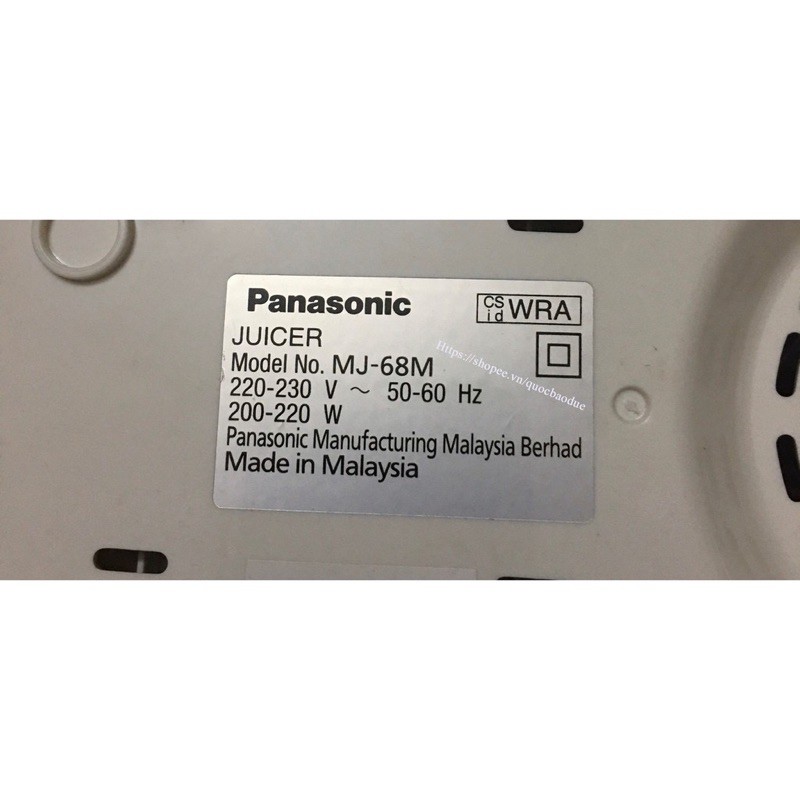 Panasonic
CS id WRA
JUICER
Model No. MJ-68M
220-230 V ～ 50-60 Hz
200-220 W
Panasonic Manufacturing Malaysia Berhad
Made in Malaysia
Https://shopee.vn/quocbaodue